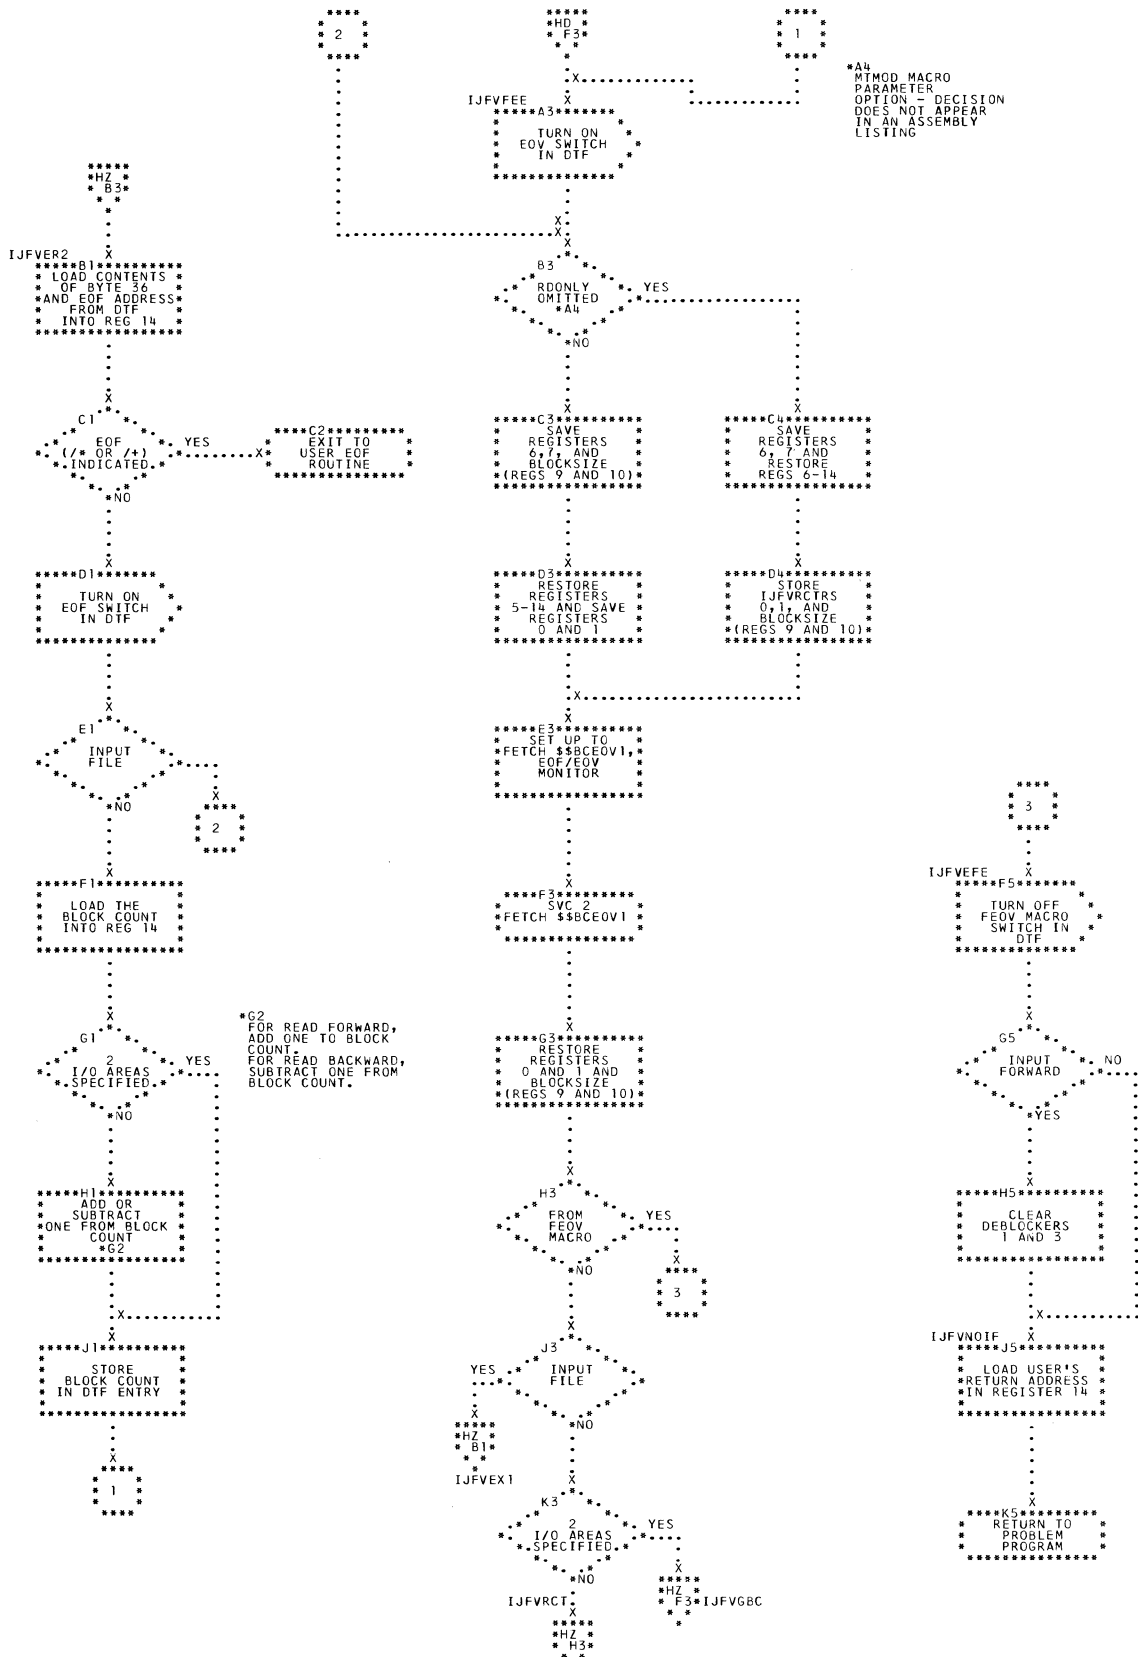 2
HD
F3
1
*A4
MTMOD MACRO
PARAMETER
OPTION - DECISION
DOES NOT APPEAR
IN AN ASSEMBLY
LISTING
IJFVFEE
A3
TURN ON
EOV SWITCH
IN DTF
HZ
B3
IJFVER2
B1
LOAD CONTENTS
OF BYTE 36
AND EOF ADDRESS
FROM DTF
INTO REG 14
B3
RDONLY
OMITTED
*A4
YES
NO
C1
EOF
(/* OR /+)
INDICATED
YES
NO
C2
EXIT TO
USER EOF
ROUTINE
C3
SAVE
REGISTERS
6,7, AND
BLOCKSIZE
(REGS 9 AND 10)
C4
SAVE
REGISTERS
6, 7 AND
RESTORE
REGS 6-14
D1
TURN ON
EOF SWITCH
IN DTF
D3
RESTORE
REGISTERS
5-14 AND SAVE
REGISTERS
0 AND 1
D4
STORE
IJFVRCTRS
0,1, AND
BLOCKSIZE
(REGS 9 AND 10)
E1
INPUT
FILE
NO
2
E3
SET UP TO
FETCH $$BCEOV1,
EOF/EOV
MONITOR
3
F1
LOAD THE
BLOCK COUNT
INTO REG 14
F3
SVC 2
FETCH $$BCEOV1
IJFVEFE
F5
TURN OFF
FEOV MACRO
SWITCH IN
DTF
G1
2
I/O AREAS
SPECIFIED
YES
NO
*G2
FOR READ FORWARD,
ADD ONE TO BLOCK
COUNT.
FOR READ BACKWARD,
SUBTRACT ONE FROM
BLOCK COUNT.
G3
RESTORE
REGISTERS
0 AND 1 AND
BLOCKSIZE
(REGS 9 AND 10)
G5
INPUT
FORWARD
NO
YES
H1
ADD OR
SUBTRACT
ONE FROM BLOCK
COUNT
*G2
H3
FROM
FEOV
MACRO
YES
NO
3
H5
CLEAR
DEBLOCKERS
1 AND 3
J1
STORE
BLOCK COUNT
IN DTF ENTRY
J3
INPUT
FILE
YES
NO
HZ
B1
IJFVEX1
IJFVNOIF
J5
LOAD USER'S
RETURN ADDRESS
IN REGISTER 14
1
K3
2
I/O AREAS
SPECIFIED
YES
NO
IJFVRCT
HZ
H3
HZ
F3
IJFVGBC
K5
RETURN TO
PROBLEM
PROGRAM